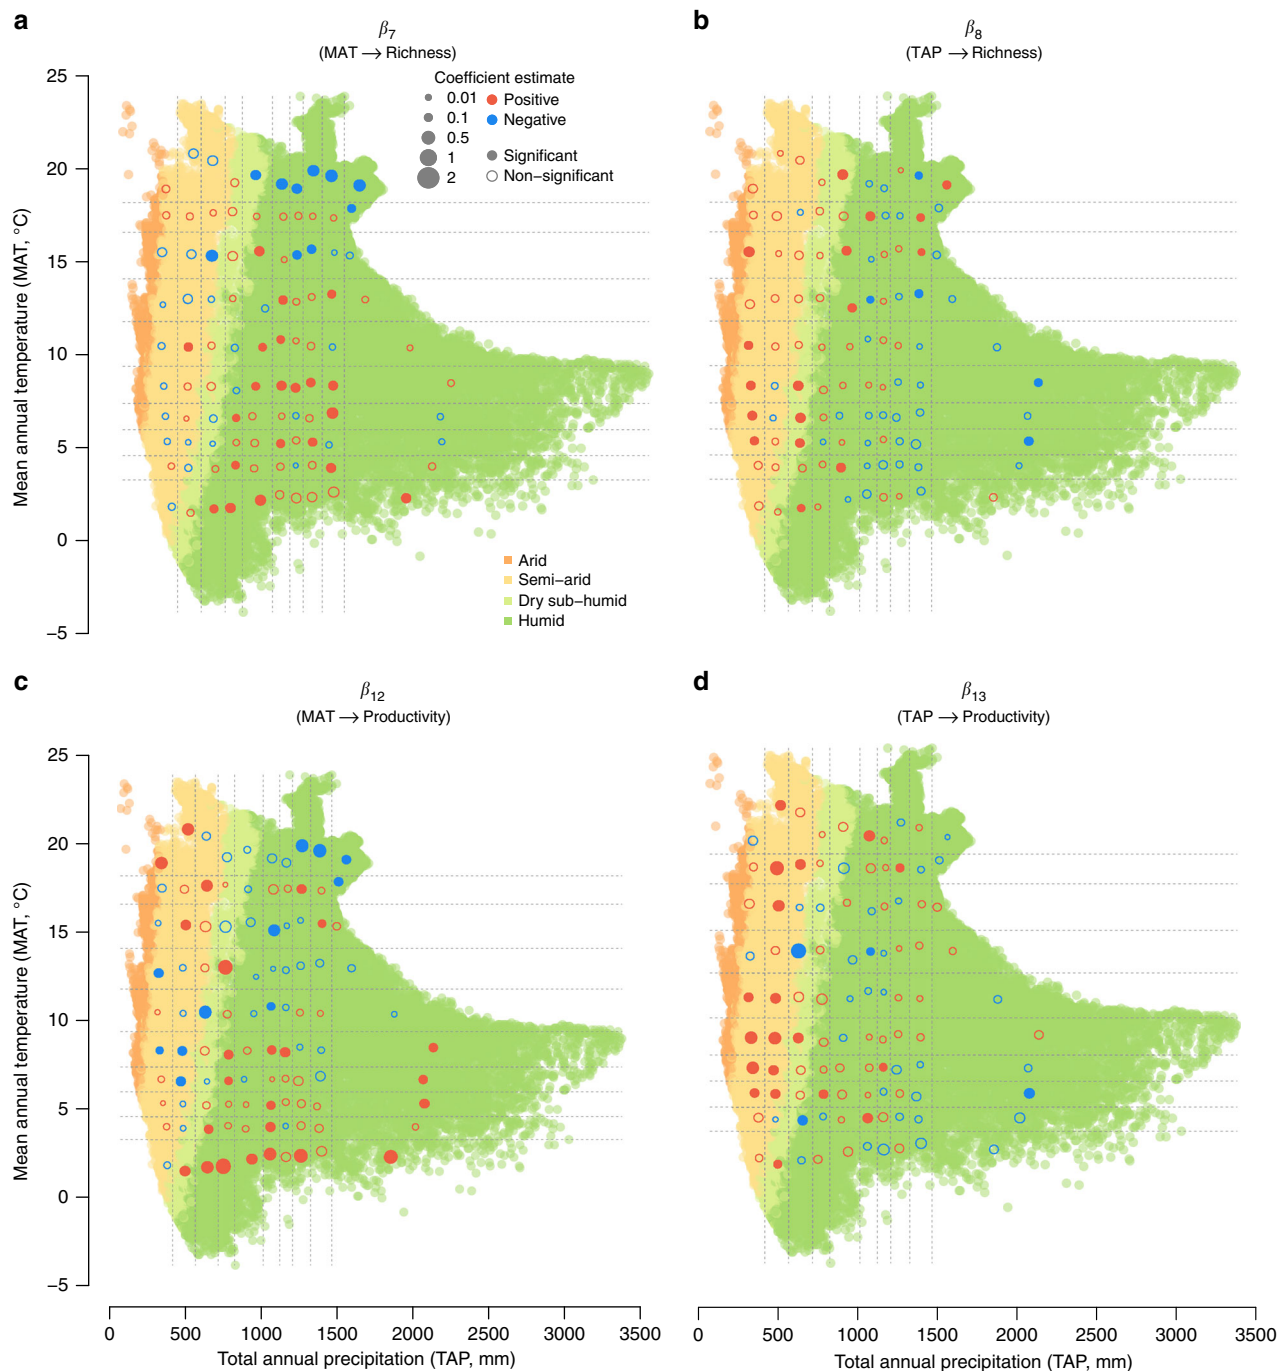 a
β7
(MAT → Richness)
b
β8
(TAP → Richness)
Coefficient estimate
0.01
0.1
0.5
1
2
Positive
Negative
Significant
Non−significant
25
20
15
10
5
0
−5
Mean annual temperature (MAT, °C)
Arid
Semi−arid
Dry sub−humid
Humid
c
β12
(MAT → Productivity)
d
β13
(TAP → Productivity)
25
20
15
10
5
0
−5
Mean annual temperature (MAT, °C)
0 500 1000 1500 2000 2500 3000 3500
Total annual precipitation (TAP, mm)
0 500 1000 1500 2000 2500 3000 3500
Total annual precipitation (TAP, mm)